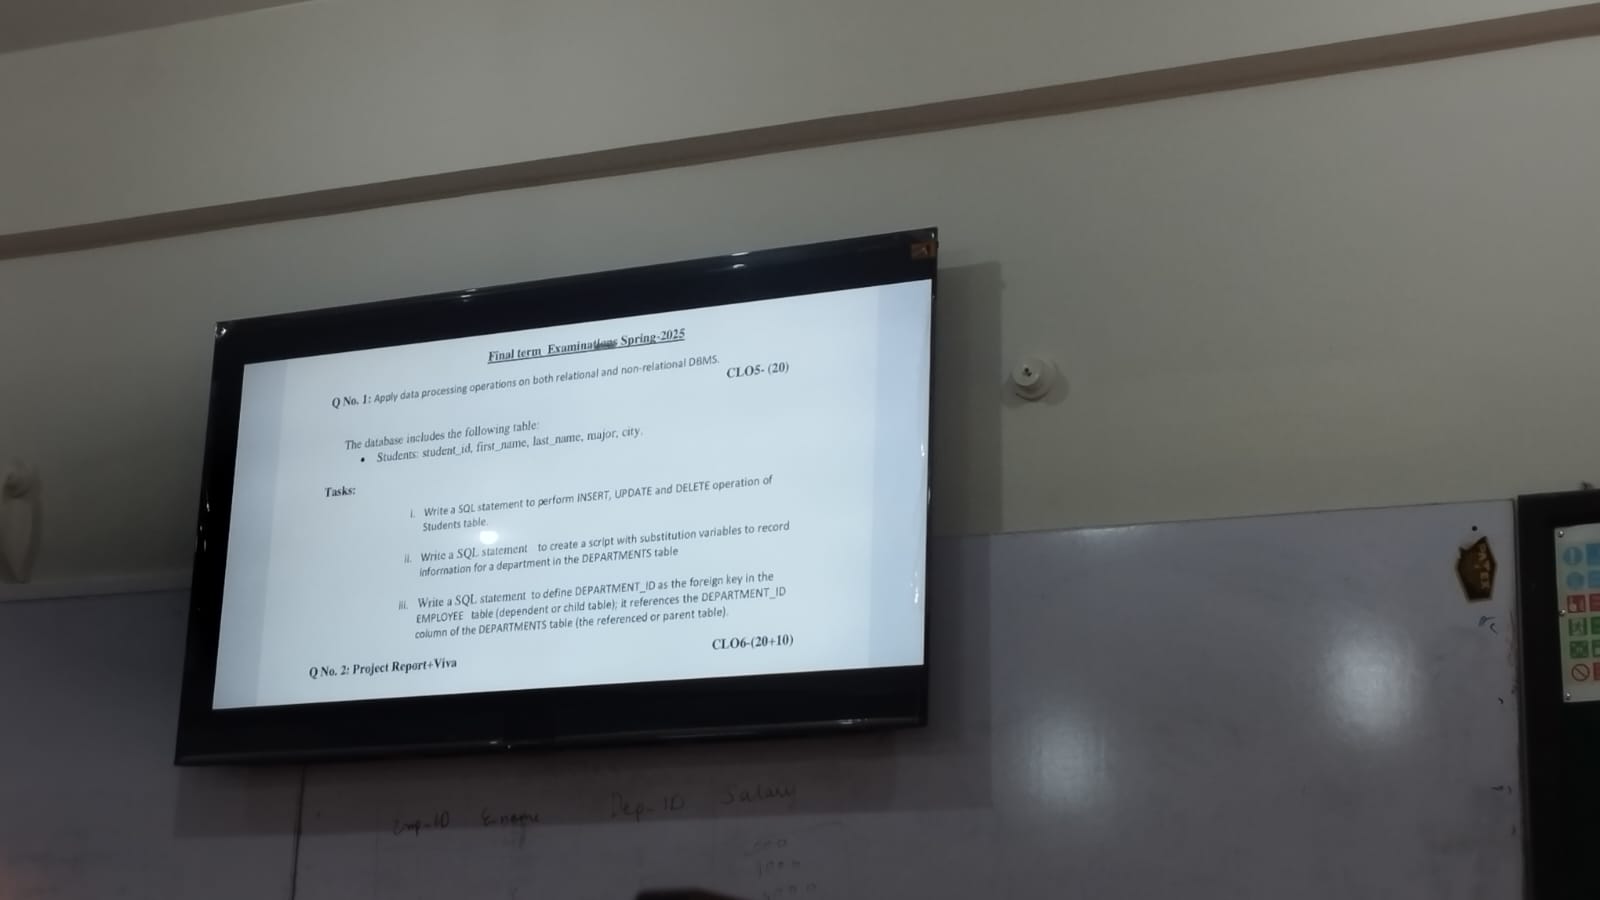 Final term Examinations Spring-2025
Q No. 1: Apply data processing operations on both relational and non-relational DBMS.
CLO5- (20)
The database includes the following table:
• Students: student_id, first_name, last_name, major, city.
Tasks:
i. Write a SQL statement to perform INSERT, UPDATE and DELETE operation of
Students table.
ii. Write a SQL statement to create a script with substitution variables to record
information for a department in the DEPARTMENTS table
iii. Write a SQL statement to define DEPARTMENT_ID as the foreign key in the
EMPLOYEE table (dependent or child table); it references the DEPARTMENT_ID
column of the DEPARTMENTS table (the referenced or parent table).
CLO6-(20+10)
Q No. 2: Project Report+Viva
Emp-ID E-name Dep-ID Salary